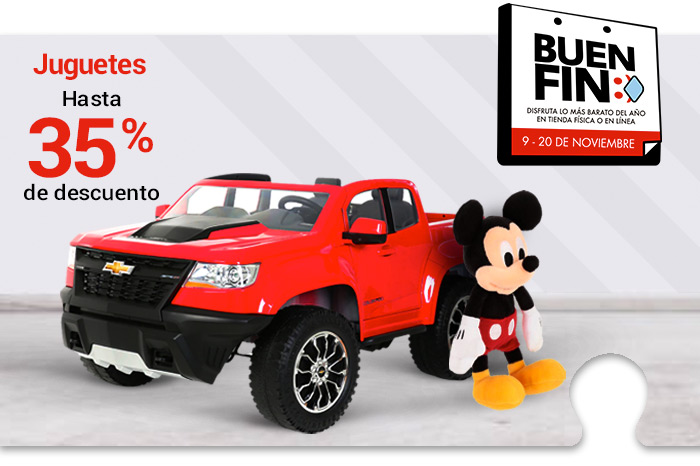 Juguetes
Hasta
35%
de descuento
BUEN
FIN
DISFRUTA LO MÁS BARATO DEL AÑO
EN TIENDA FÍSICA O EN LÍNEA
9 - 20 DE NOVIEMBRE